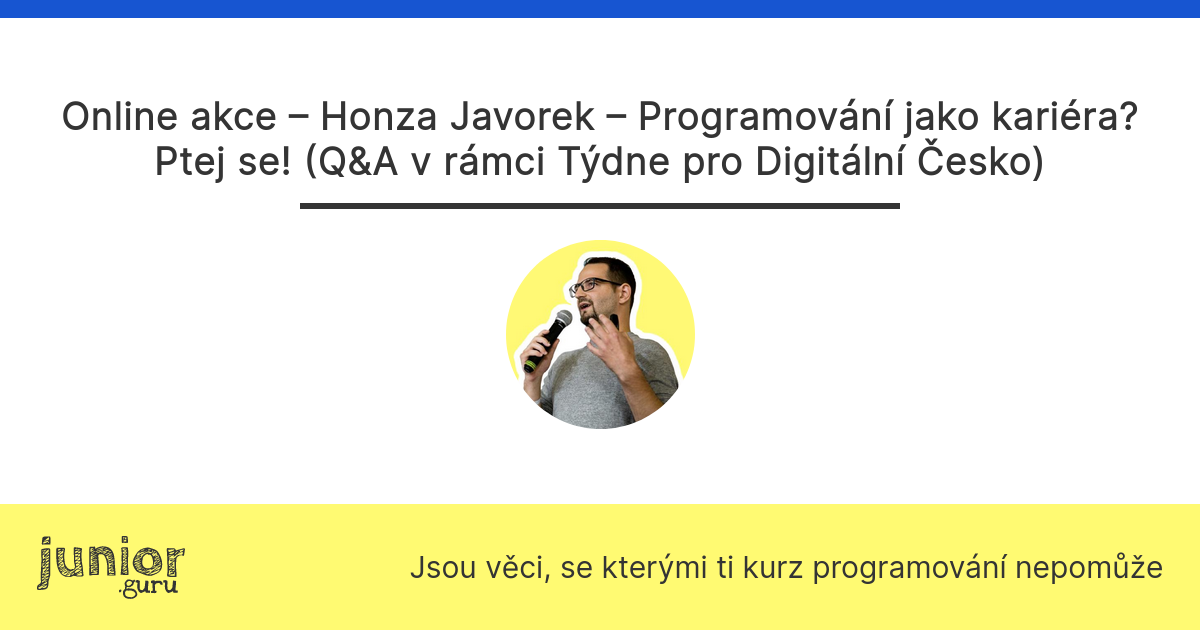 Online akce – Honza Javorek – Programování jako kariéra?
Ptej se! (Q&A v rámci Týdne pro Digitální Česko)
junior
.guru
Jsou věci, se kterými ti kurz programování nepomůže